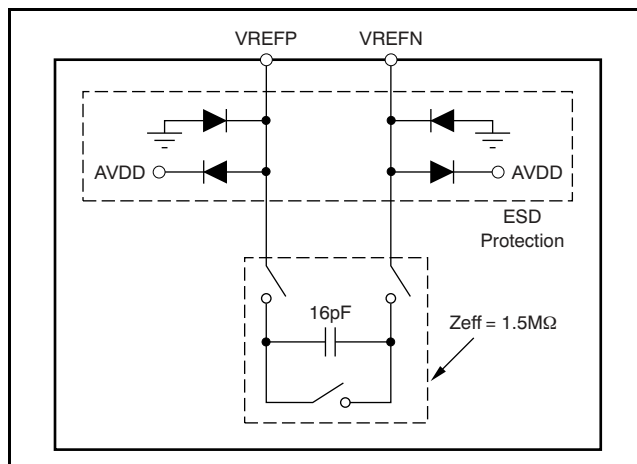 VREFP VREFN
AVDD AVDD
ESD
Protection
16pF
Zeff = 1.5MΩ